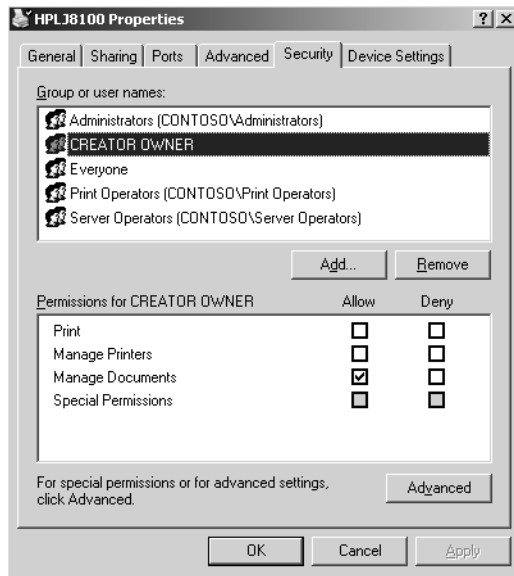 HPLJ8100 Properties
General Sharing Ports Advanced Security Device Settings
Group or user names:
Administrators (CONTOSO\Administrators)
CREATOR OWNER
Everyone
Print Operators (CONTOSO\Print Operators)
Server Operators (CONTOSO\Server Operators)
Add... Remove
Permissions for CREATOR OWNER Allow Deny
Print
Manage Printers
Manage Documents
Special Permissions
For special permissions or for advanced settings,
click Advanced.
Advanced
OK Cancel Apply